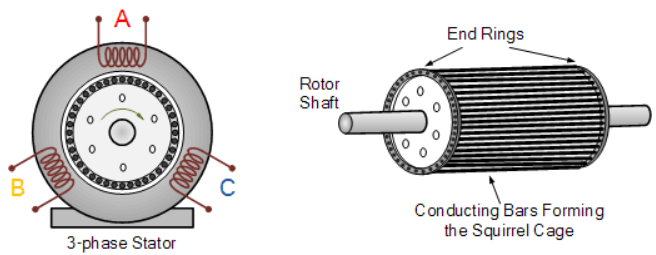 A
B
C
3-phase Stator
End Rings
Rotor
Shaft
Conducting Bars Forming
the Squirrel Cage